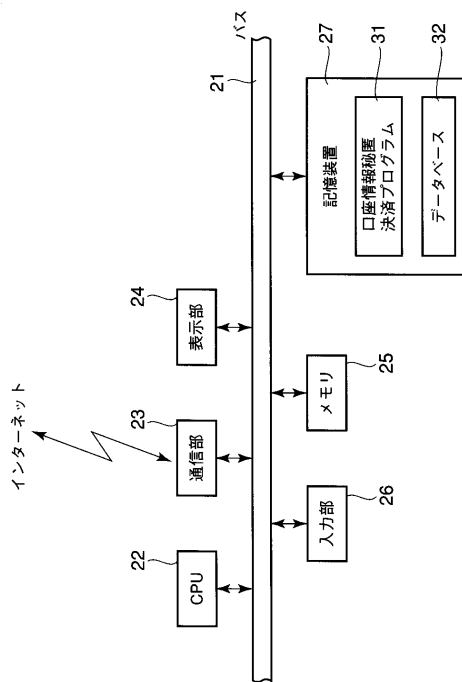 インターネット
22
CPU
23
通信部
24
表示部
21
バス
26
入力部
25
メモリ
27
記憶装置
31
口座情報秘匿
決済プログラム
32
データベース